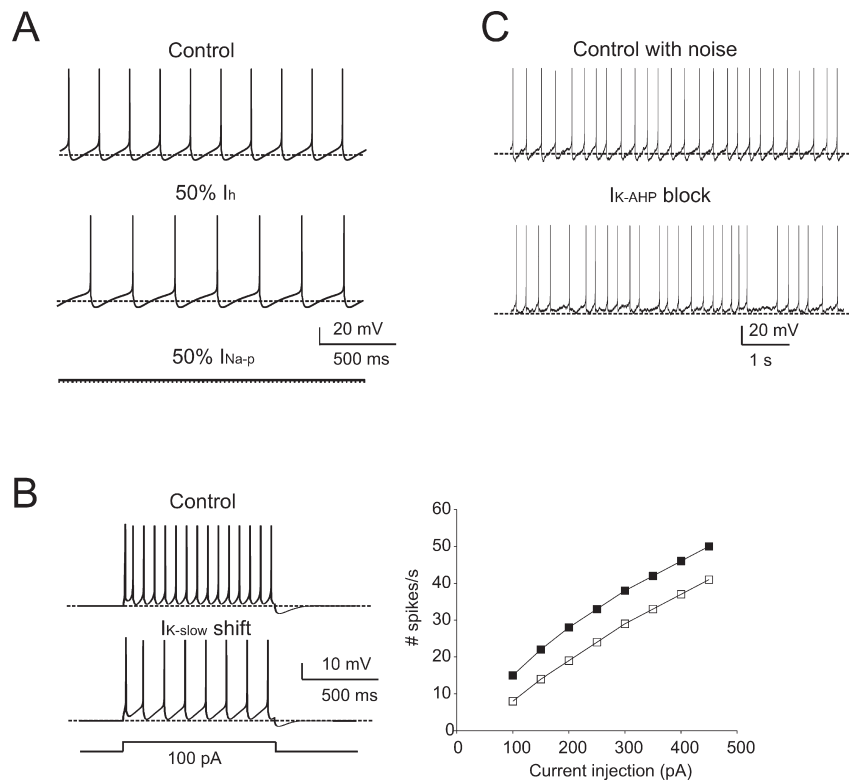 A
Control
50% Ih
20 mV
500 ms
50% INa-p
C
Control with noise
IK-AHP block
20 mV
1 s
B
Control
IK-slow shift
10 mV
500 ms
100 pA
60
50
40
30
20
10
0
# spikes/s
0 100 200 300 400 500
Current injection (pA)